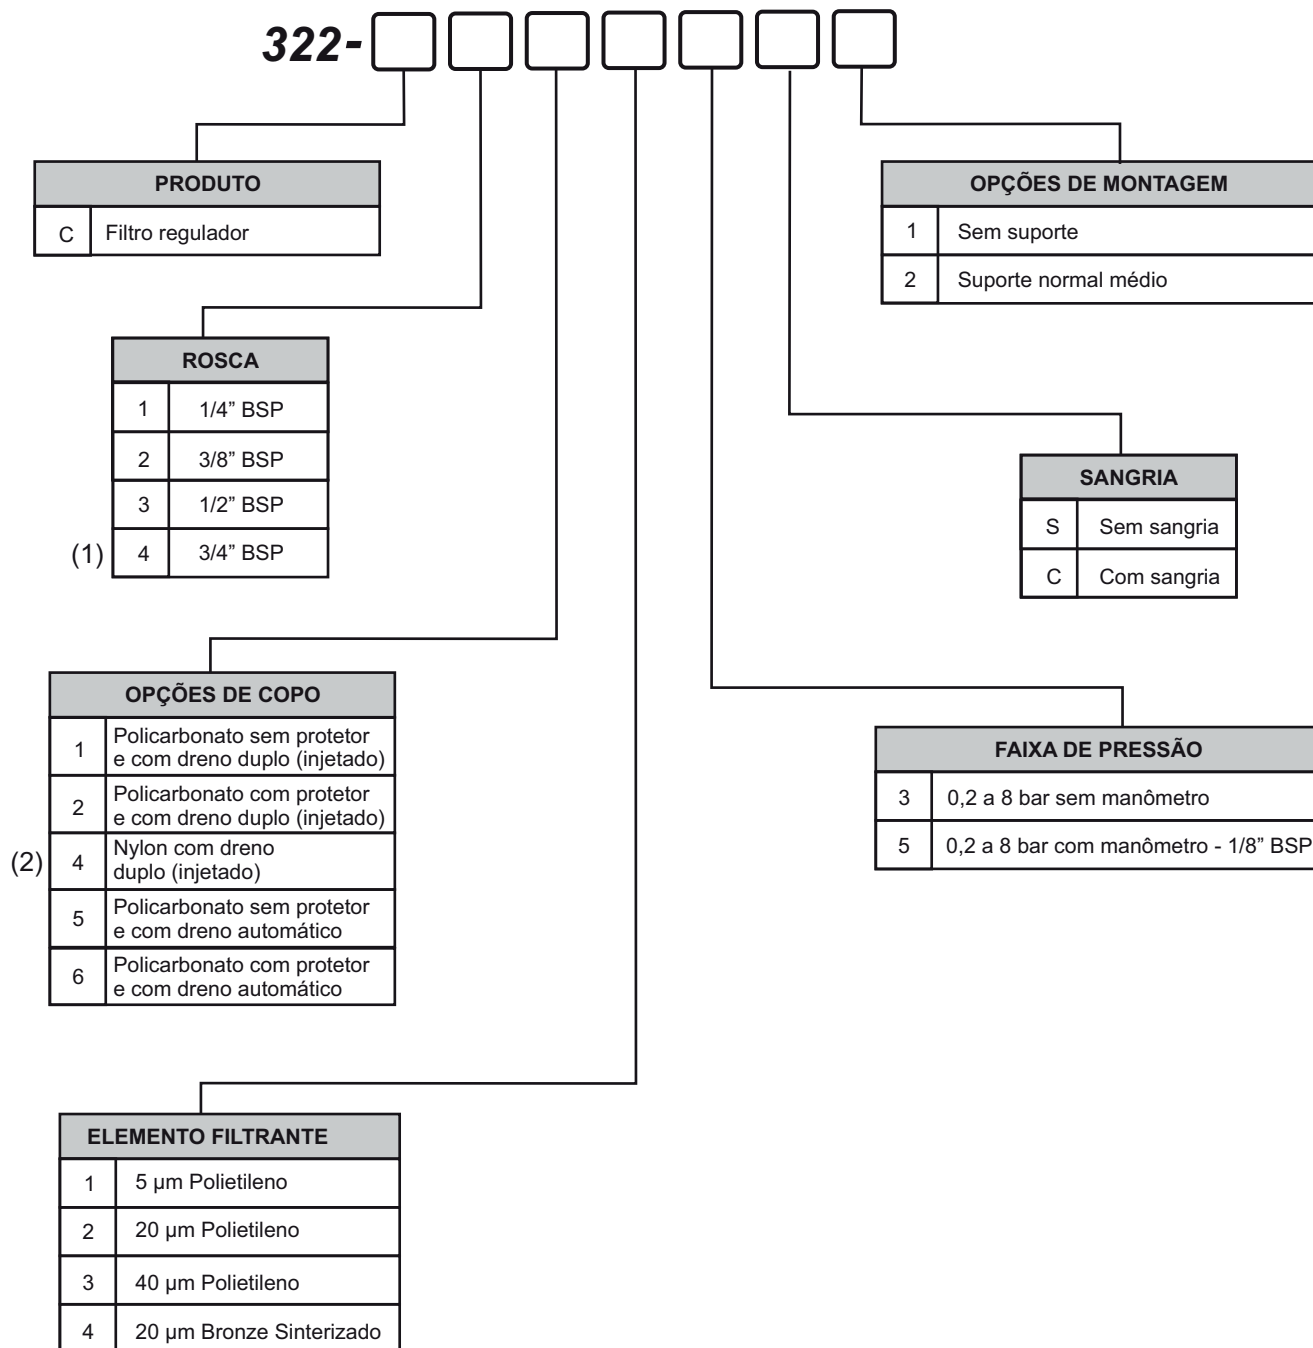 322-
PRODUTO
C Filtro regulador
OPÇÕES DE MONTAGEM
1 Sem suporte
2 Suporte normal médio
ROSCA
1 1/4” BSP
2 3/8” BSP
3 1/2” BSP
(1) 4 3/4” BSP
SANGRIA
S Sem sangria
C Com sangria
OPÇÕES DE COPO
1 Policarbonato sem protetor
e com dreno duplo (injetado)
2 Policarbonato com protetor
e com dreno duplo (injetado)
(2) 4 Nylon com dreno
duplo (injetado)
5 Policarbonato sem protetor
e com dreno automático
6 Policarbonato com protetor
e com dreno automático
FAIXA DE PRESSÃO
3 0,2 a 8 bar sem manômetro
5 0,2 a 8 bar com manômetro - 1/8” BSP
ELEMENTO FILTRANTE
1 5 µm Polietileno
2 20 µm Polietileno
3 40 µm Polietileno
4 20 µm Bronze Sinterizado